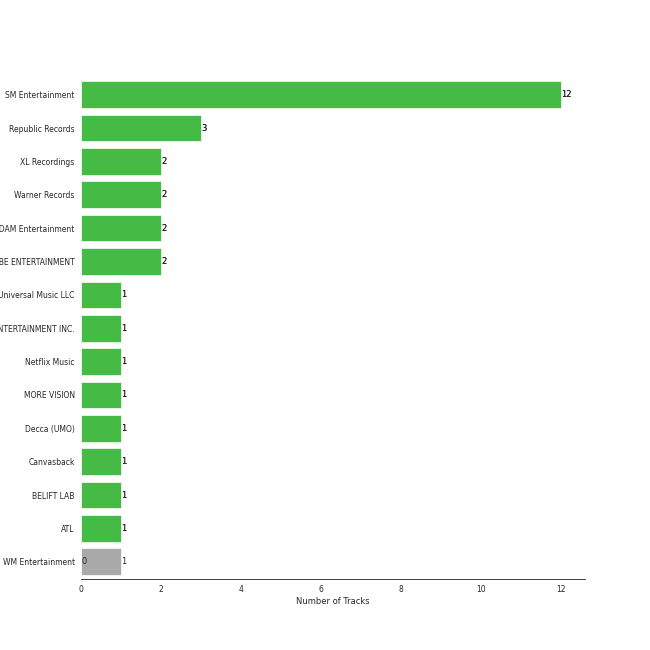 SM Entertainment 12
Republic Records 3
XL Recordings 2
Warner Records 2
DAM Entertainment 2
BE ENTERTAINMENT 2
Universal Music LLC 1
NTERTAINMENT INC. 1
Netflix Music 1
MORE VISION 1
Decca (UMO) 1
Canvasback 1
BELIFT LAB 1
ATL 1
WM Entertainment 0 1
0 2 4 6 8 10 12
Number of Tracks